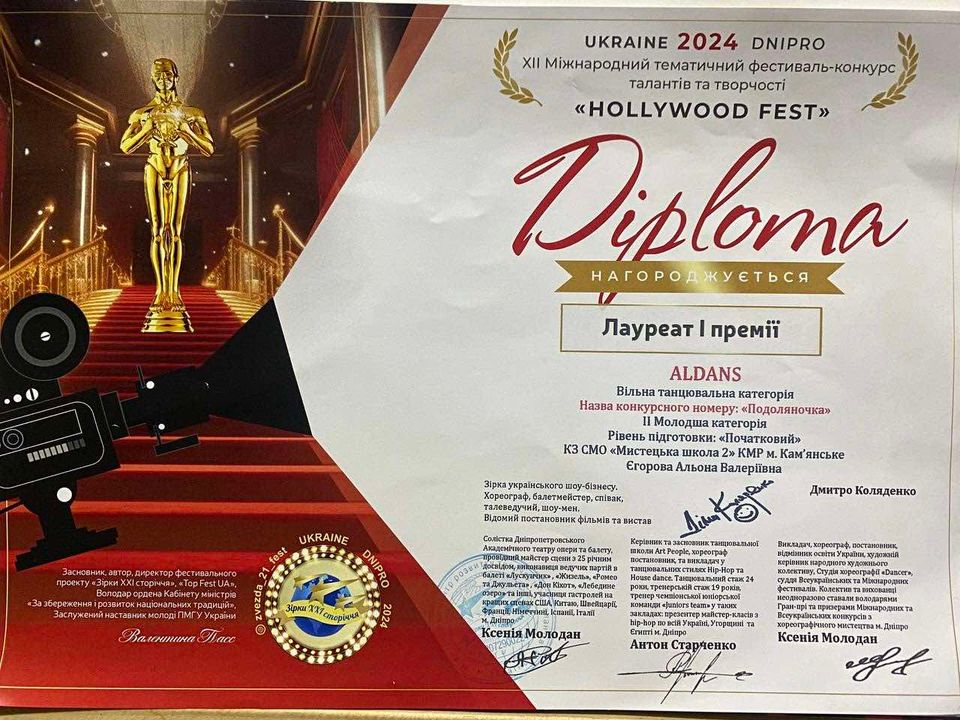 UKRAINE 2024 DNIPRO
XII Міжнародний тематичний фестиваль-конкурс
талантів та творчості
«HOLLYWOOD FEST»
Diploma
НАГОРОДЖУЄТЬСЯ
Лауреат I премії
ALDANS
Вільна танцювальна категорія
Назва конкурсного номеру: «Подоляночка»
II Молодша категорія
Рівень підготовки: «Початковий»
КЗ СМО «Мистецька школа 2» КМР м. Кам'янське
Єгорова Альона Валеріївна
Зірка українського шоу-бізнесу.
Хореограф, балетмейстер, співак,
талеведучий, шоу-мен.
Відомий постановник фільмів та вистав
Дмитро Коляденко
Солістка Дніпропетровського
Академічного театру опери та балету,
провідний майстер сцени з 25 річним
досвідом, виконавиця ведучих партій в
балеті «Лускунчик», «Жизель», «Ромео
та Джульета» , «Дон Кіхот», «Лебедине
озеро» та інші, учасниця гастролей на
кращих сценах США, Китаю, Швейцарії,
Франції, Німеччині, Іспанії, Італії
м. Дніпро
Ксенія Молодан
Керівник та засновник танцювальної
школи Art People, хореограф
постановник, та викладач у
танцювальних стилях Hip-Hop та
House dance. Танцювальний стаж 24
роки, тренерській стаж 19 років,
тренер чемпіонської юніорської
команди «Juniors team» у таких
закладах: презентер майстер-класів з
hip-hop по всій Україні, Угорщині та
Єгипті м. Дніпро
Антон Старченко
Викладач, хореограф, постановник,
відмінник освіти України, художній
керівник народного художнього
колективу, Студія хореографії «Dancer»,
суддя Всеукраїнських та Міжнародних
фестивалів. Колективи та вихованці
неодноразово ставали володарями
Гран-прі та призерами Міжнародних та
Всеукраїнських конкурсів з
хореографічного мистецтва м. Дніпро
Ксенія Молодан
Засновник, автор, директор фестивального
проекту «Зірки XXI сторіччя», «Top Fest UA»,
Володар ордена Кабінету міністрів
«За збереження і розвиток національних традицій»,
Заслужений наставник молоді ПМГУ України
Валентина Пасс
@zvezda_21_fest UKRAINE DNIPRO 2024
Зірки XXI сторіччя